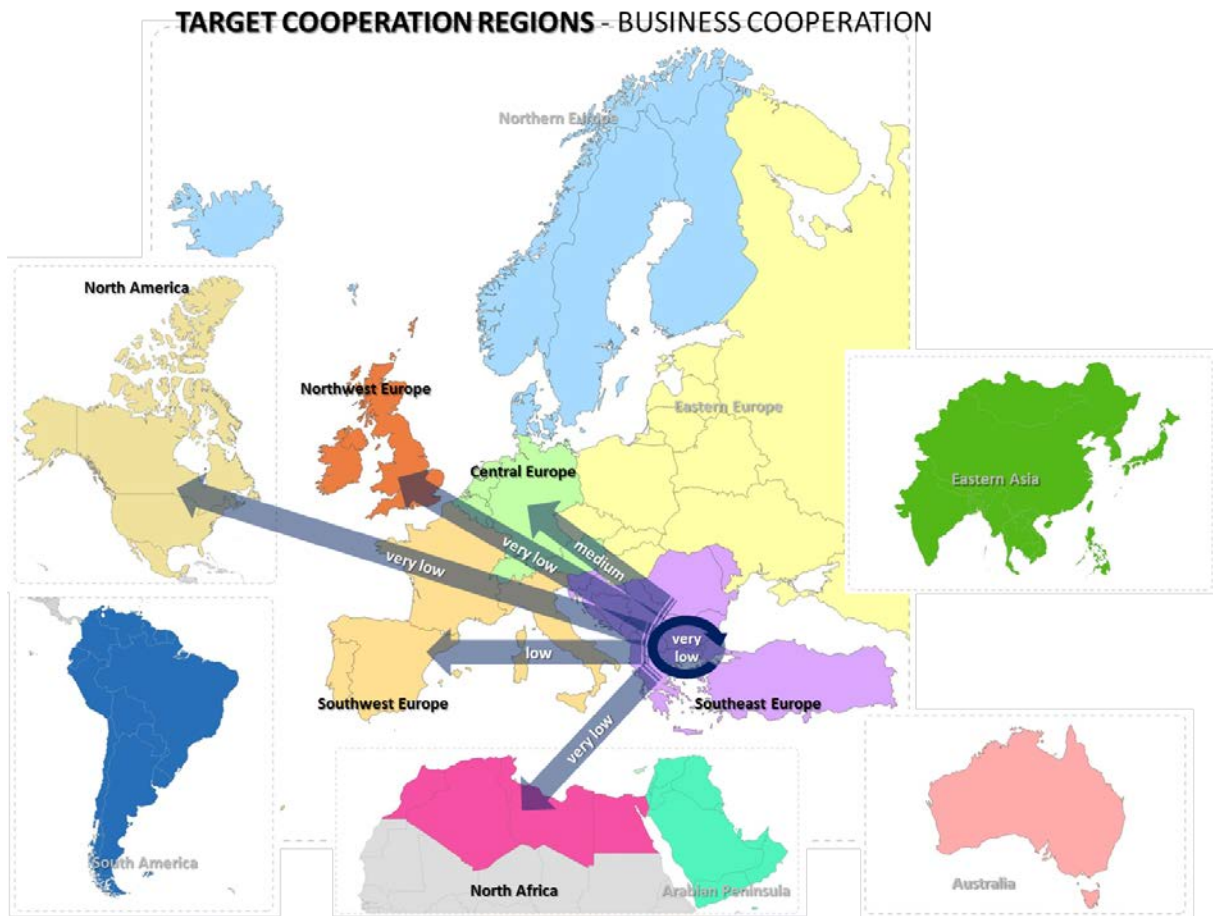 TARGET COOPERATION REGIONS - BUSINESS COOPERATION
Northern Europe
North America
Northwest Europe
Eastern Europe
Central Europe
Eastern Asia
very low
very low
medium
very
low
low
Southwest Europe
Southeast Europe
very low
South America
North Africa
Arabian Peninsula
Australia